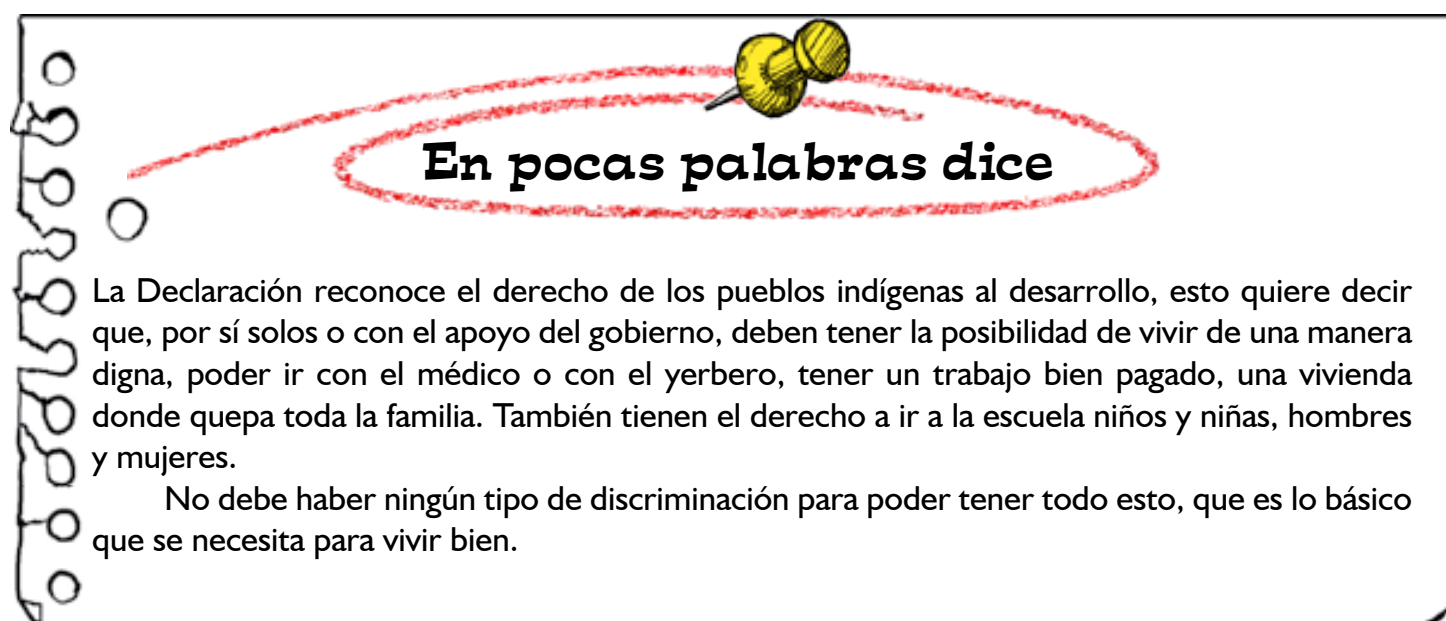 En pocas palabras dice
La Declaración reconoce el derecho de los pueblos indígenas al desarrollo, esto quiere decir
que, por sí solos o con el apoyo del gobierno, deben tener la posibilidad de vivir de una manera
digna, poder ir con el médico o con el yerbero, tener un trabajo bien pagado, una vivienda
donde quepa toda la familia. También tienen el derecho a ir a la escuela niños y niñas, hombres
y mujeres.
No debe haber ningún tipo de discriminación para poder tener todo esto, que es lo básico
que se necesita para vivir bien.